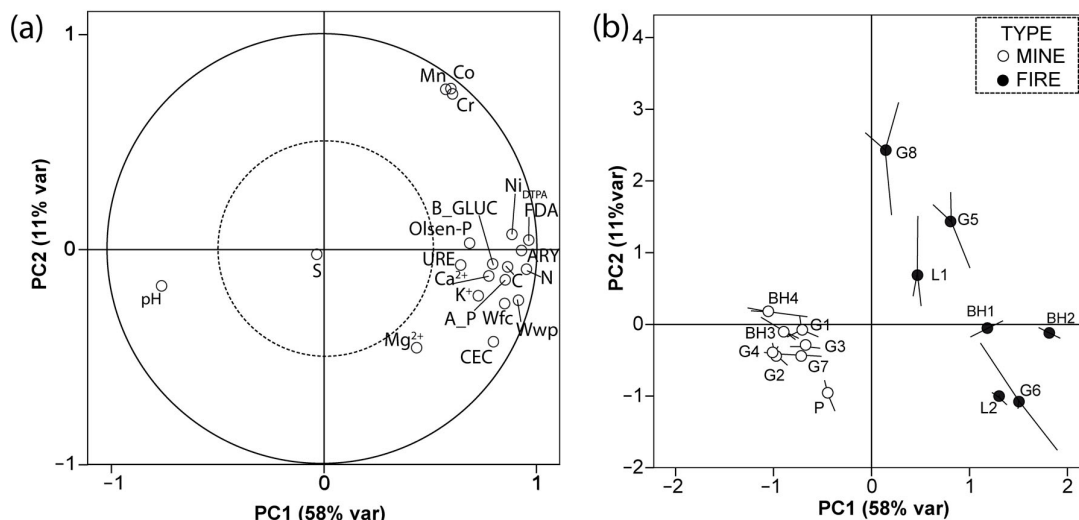 (a)
1
Mn Co
Cr
Ni DTPA
B_GLUC FDA
Olsen-P
0
URE ARY
S Ca²⁺ C N
pH K⁺
A_P Wfc Wwp
Mg²⁺
CEC
−1
−1 0 1
PC1 (58% var)
PC2 (11% var)
(b)
TYPE
MINE
FIRE
4
3
G8
2
G5
1
L1
BH4 BH1 BH2
0 G1
BH3
G4 G3
G2 G7
−1 P L2 G6
−2
−2 −1 0 1 2
PC1 (58% var)
PC2 (11%var)